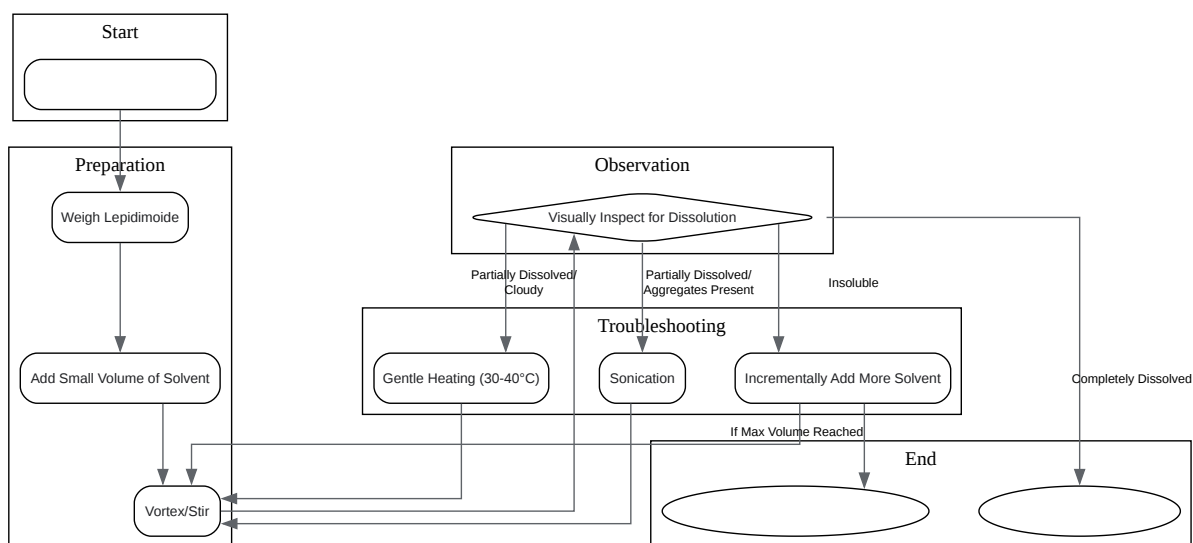 Start
Preparation
Weigh Lepidimoide
Add Small Volume of Solvent
Vortex/Stir
Observation
Visually Inspect for Dissolution
Partially Dissolved/
Cloudy
Partially Dissolved/
Aggregates Present
Insoluble
Troubleshooting
Gentle Heating (30-40°C)
Sonication
Incrementally Add More Solvent
Completely Dissolved
If Max Volume Reached
End